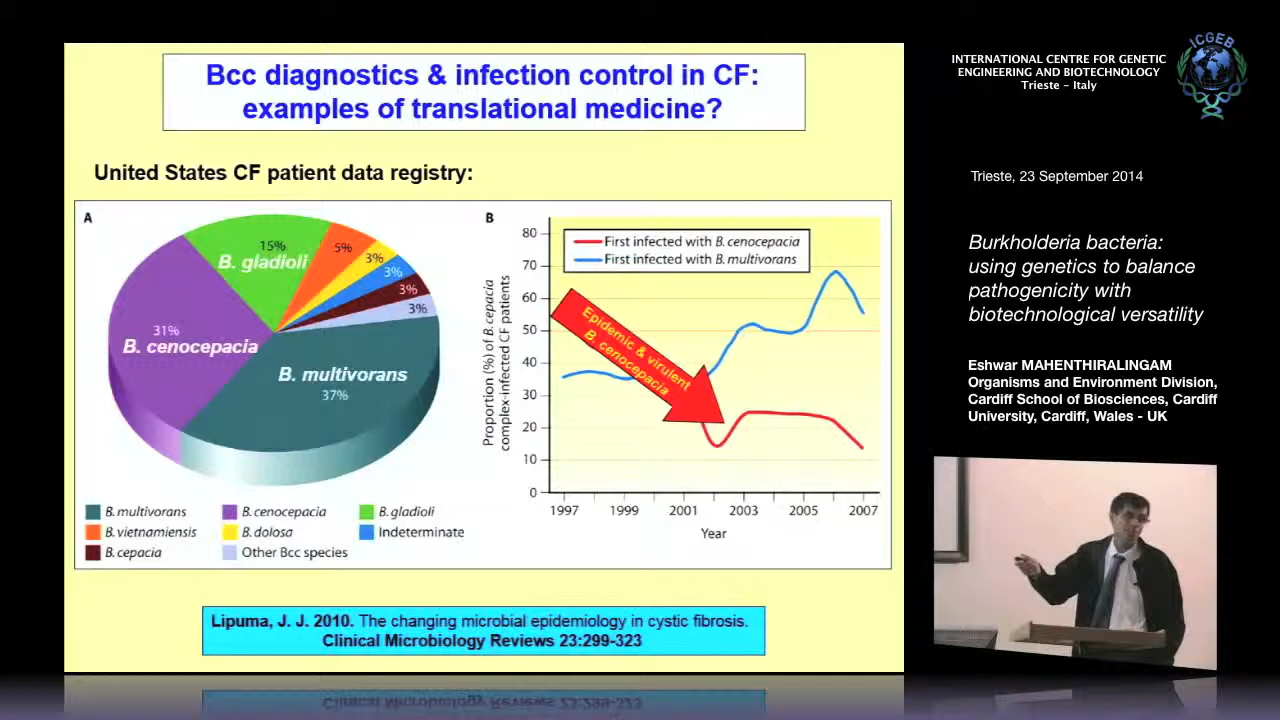 Bcc diagnostics & infection control in CF:
examples of translational medicine?
United States CF patient data registry:
A
15%
B. gladioli
5%
3%
3%
3%
3%
31%
B. cenocepacia
B. multivorans
37%
B. multivorans
B. cenocepacia
B. gladioli
B. vietnamiensis
B. dolosa
Indeterminate
B. cepacia
Other Bcc species
B
Proportion (%) of B. cepacia
complex-infected CF patients
80
70
60
50
40
30
20
10
0
First infected with B. cenocepacia
First infected with B. multivorans
Epidemic & virulent
B. cenocepacia
1997
1999
2001
2003
2005
2007
Year
Lipuma, J. J. 2010. The changing microbial epidemiology in cystic fibrosis.
Clinical Microbiology Reviews 23:299-323
INTERNATIONAL CENTRE FOR GENETIC
ENGINEERING AND BIOTECHNOLOGY
Trieste - Italy
ICGEB
Trieste, 23 September 2014
Burkholderia bacteria:
using genetics to balance
pathogenicity with
biotechnological versatility
Eshwar MAHENTHIRALINGAM
Organisms and Environment Division,
Cardiff School of Biosciences, Cardiff
University, Cardiff, Wales - UK
Clinical Microbiology Reviews 23:299-323